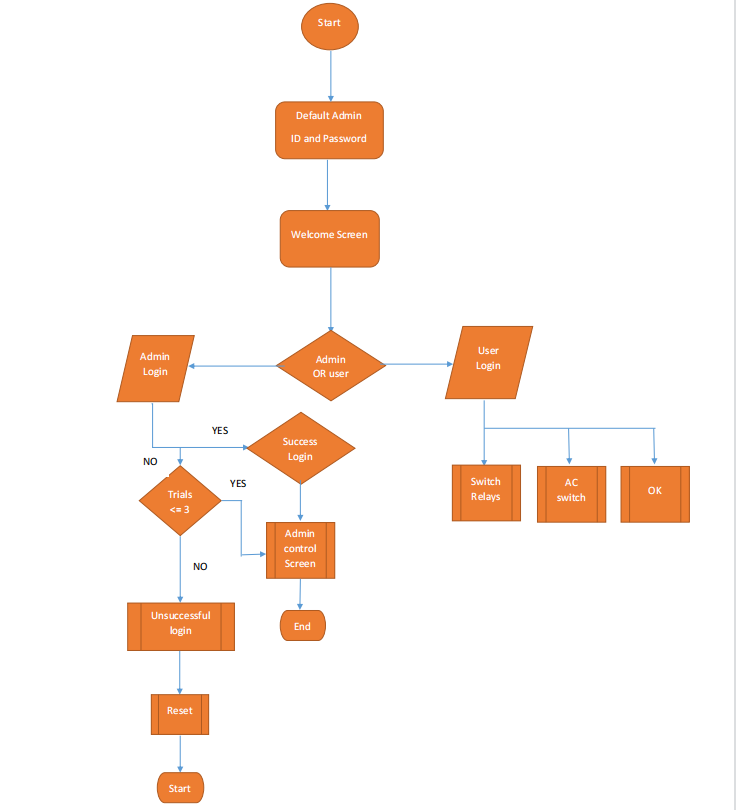 Start
Default Admin
ID and Password
Welcome Screen
Admin
OR user
Admin
Login
User
Login
YES
Success
Login
NO
Trials
<= 3
YES
Switch
Relays
AC
switch
OK
Admin
control
Screen
NO
Unsuccessful
login
End
Reset
Start